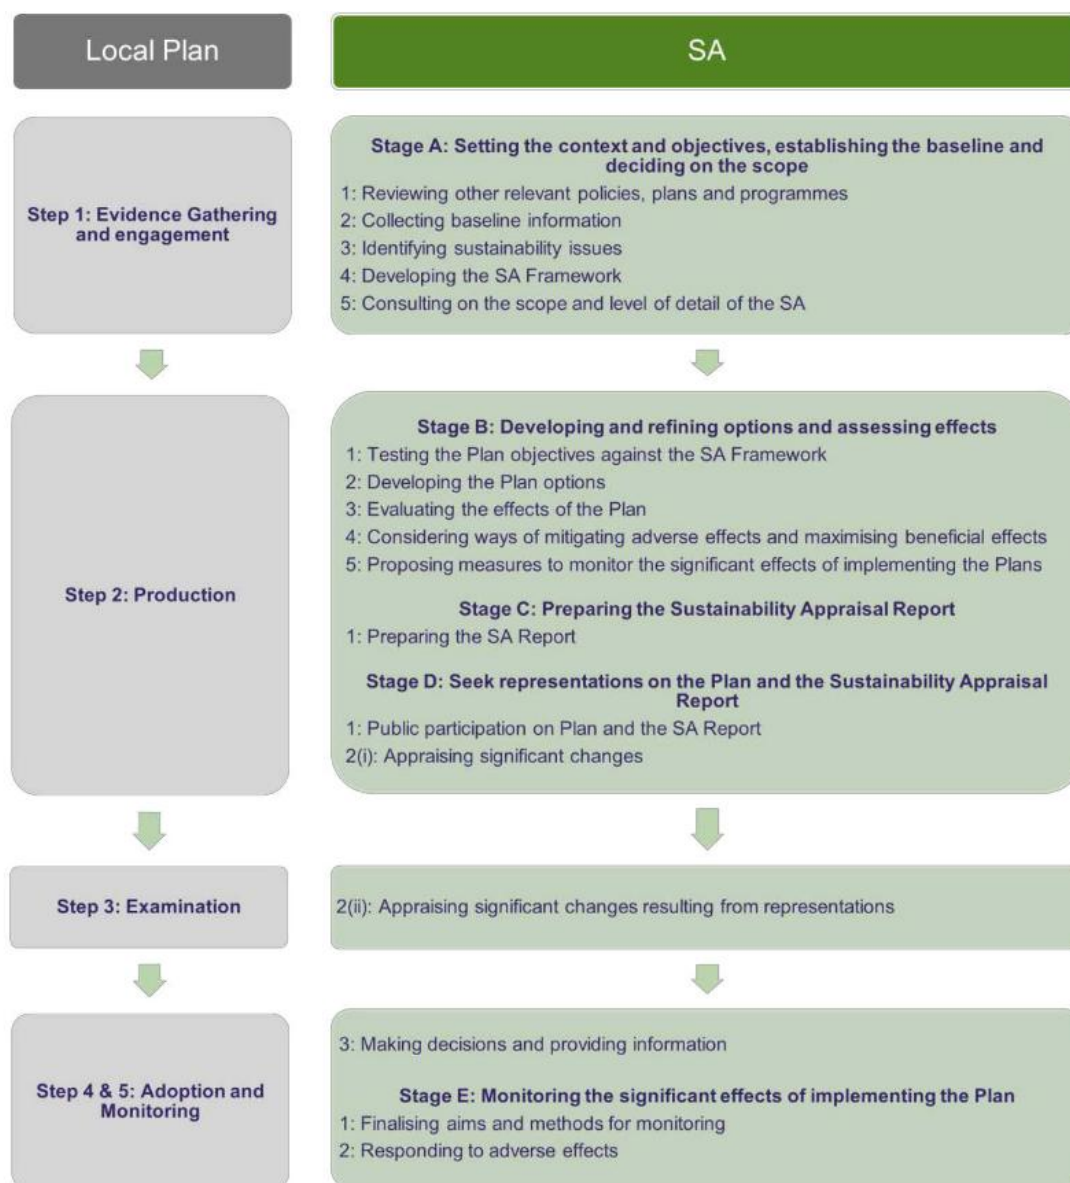 Local Plan
SA
Step 1: Evidence Gathering
and engagement
Stage A: Setting the context and objectives, establishing the baseline and
deciding on the scope
1: Reviewing other relevant policies, plans and programmes
2: Collecting baseline information
3: Identifying sustainability issues
4: Developing the SA Framework
5: Consulting on the scope and level of detail of the SA
Step 2: Production
Stage B: Developing and refining options and assessing effects
1: Testing the Plan objectives against the SA Framework
2: Developing the Plan options
3: Evaluating the effects of the Plan
4: Considering ways of mitigating adverse effects and maximising beneficial effects
5: Proposing measures to monitor the significant effects of implementing the Plans
Stage C: Preparing the Sustainability Appraisal Report
1: Preparing the SA Report
Stage D: Seek representations on the Plan and the Sustainability Appraisal
Report
1: Public participation on Plan and the SA Report
2(i): Appraising significant changes
Step 3: Examination
2(ii): Appraising significant changes resulting from representations
Step 4 & 5: Adoption and
Monitoring
3: Making decisions and providing information
Stage E: Monitoring the significant effects of implementing the Plan
1: Finalising aims and methods for monitoring
2: Responding to adverse effects